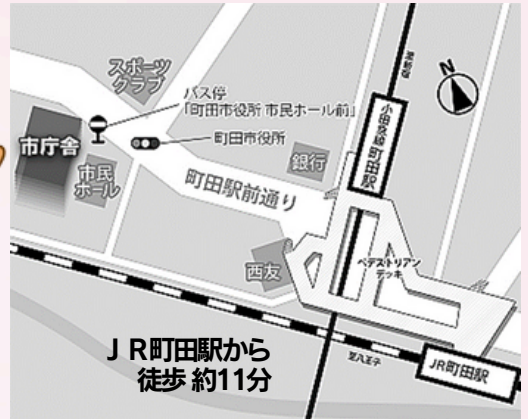 スポーツ
クラブ
バス停
「町田市役所 市民ホール前」
町田市役所
市庁舎
市民
ホール
銀行
小田急線 町田駅
N
町田駅前通り
西友
ペデストリアン
デッキ
JR町田駅から
徒歩 約11分
至八王子
JR町田駅